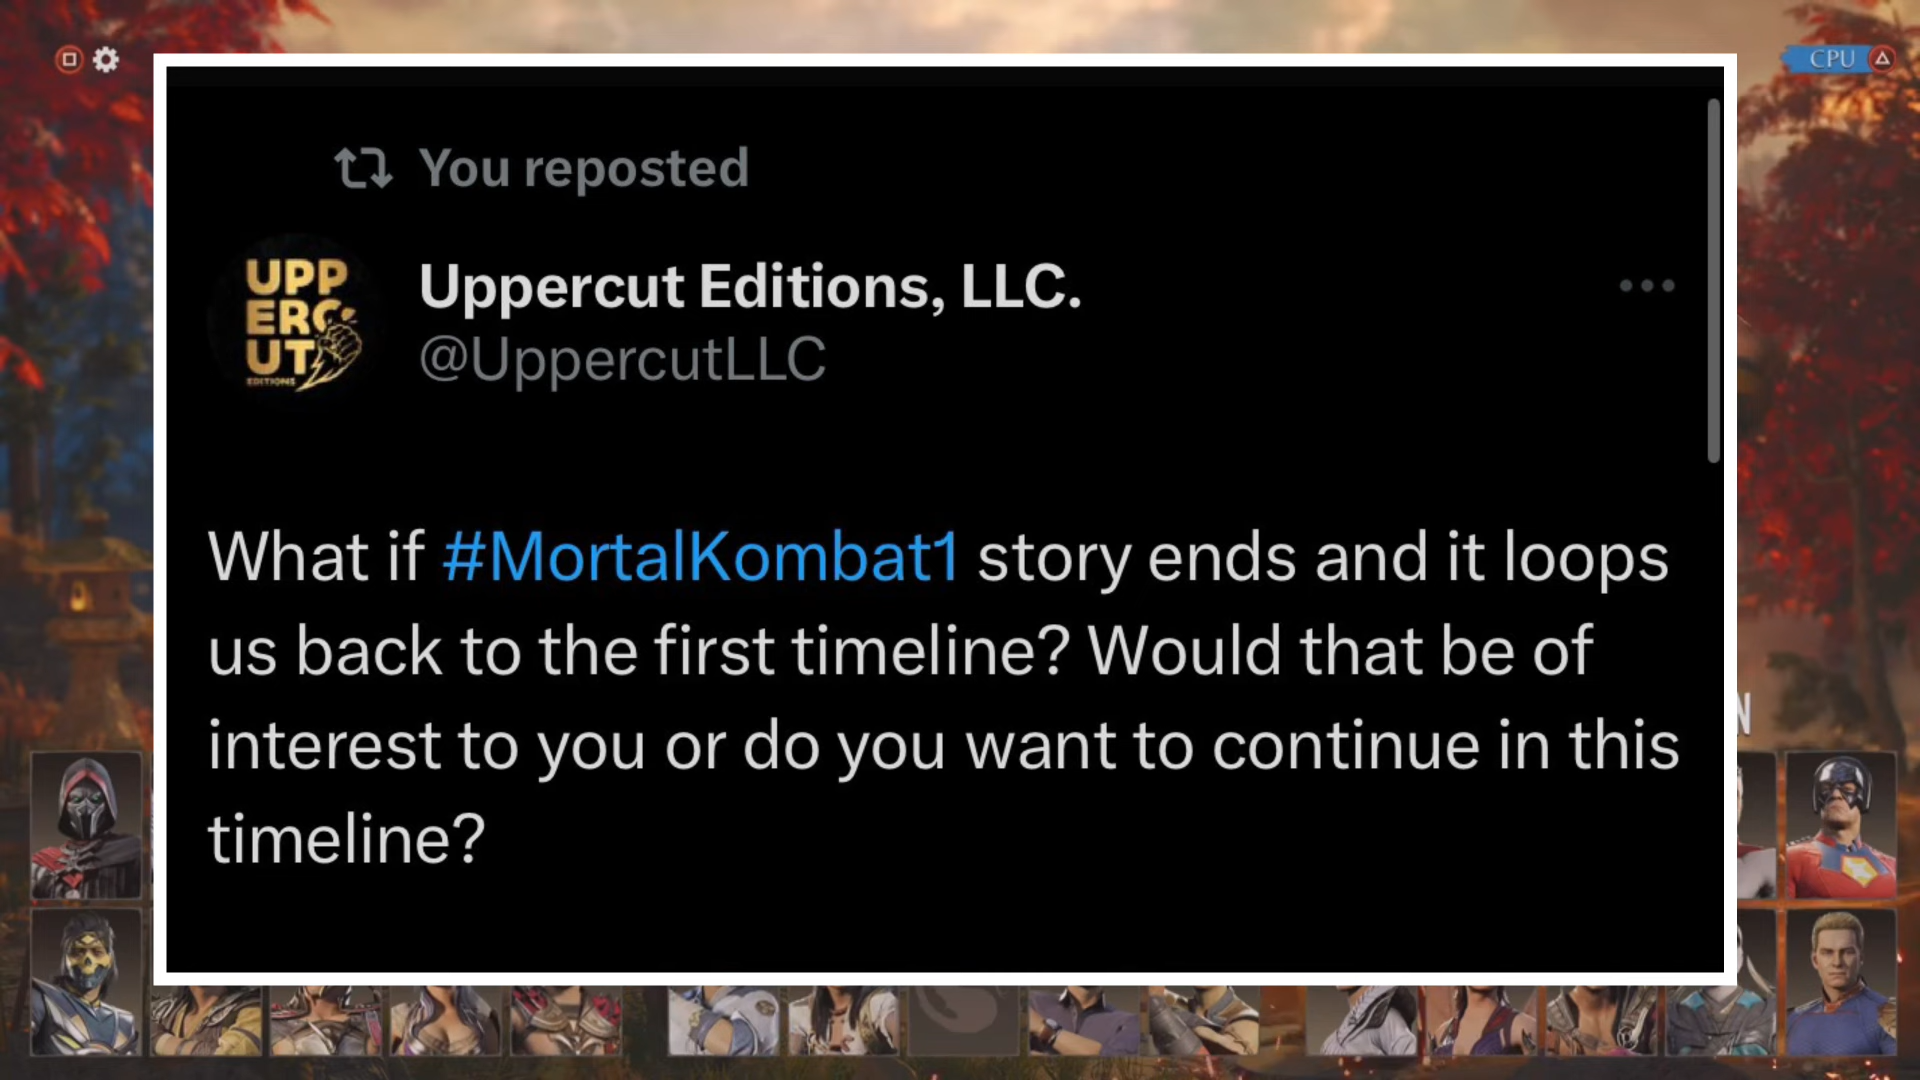 CPU
You reposted
UPP
ERC
UT
EDITIONS
Uppercut Editions, LLC.
@UppercutLLC
What if #MortalKombat1 story ends and it loops
us back to the first timeline? Would that be of
interest to you or do you want to continue in this
timeline?
N